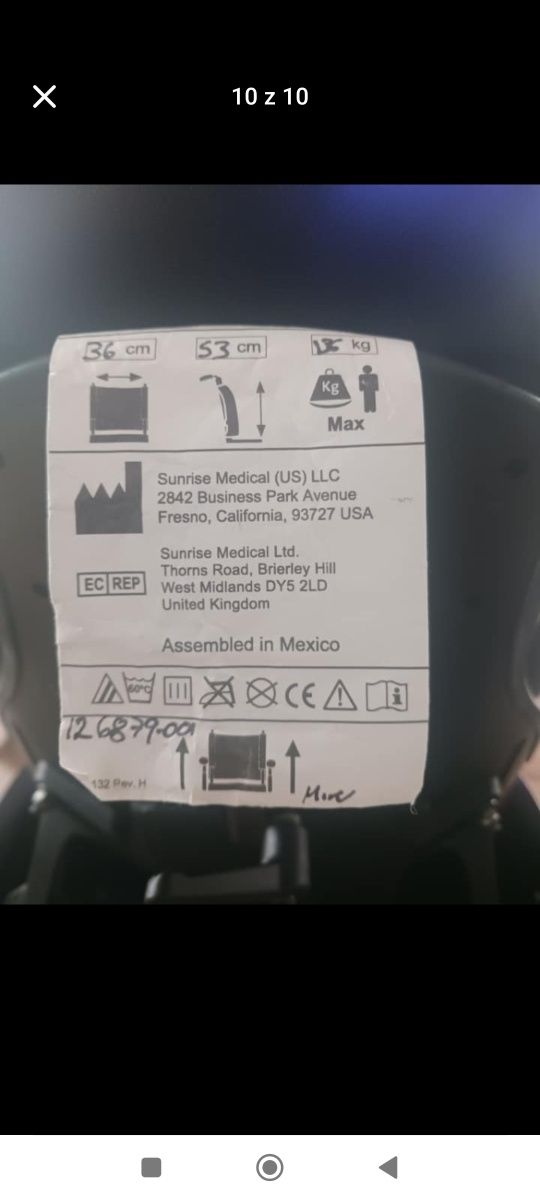 10 z 10
36 cm
53 cm
kg
Kg
Max
Sunrise Medical (US) LLC
2842 Business Park Avenue
Fresno, California, 93727 USA
EC REP
Sunrise Medical Ltd.
Thorns Road, Brierley Hill
West Midlands DY5 2LD
United Kingdom
Assembled in Mexico
60°C
CE
i
126879-001
132 Rev. H